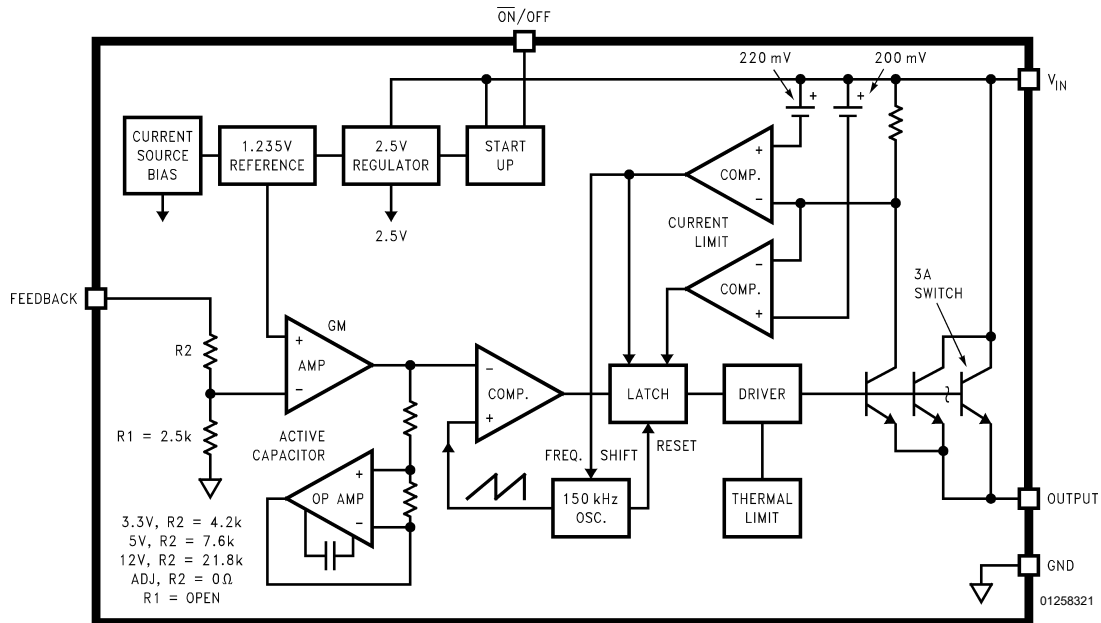 ON/OFF
220 mV
200 mV
+
+
VIN
CURRENT
SOURCE
BIAS
1.235V
REFERENCE
2.5V
REGULATOR
START
UP
2.5V
+
COMP.
−
CURRENT
LIMIT
−
COMP.
+
3A
SWITCH
FEEDBACK
R2
R1 = 2.5k
GM
+
AMP
−
−
COMP.
+
LATCH
DRIVER
ACTIVE
CAPACITOR
+
OP AMP
−
FREQ. SHIFT
RESET
150 kHz
OSC.
THERMAL
LIMIT
OUTPUT
GND
3.3V, R2 = 4.2k
5V, R2 = 7.6k
12V, R2 = 21.8k
ADJ, R2 = 0Ω
R1 = OPEN
01258321